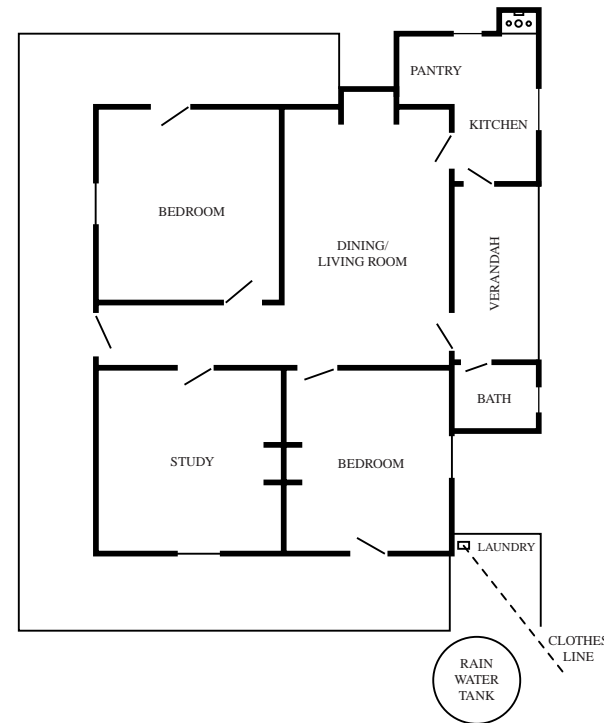 PANTRY
KITCHEN
BEDROOM
DINING/
LIVING ROOM
VERANDAH
BATH
STUDY
BEDROOM
LAUNDRY
CLOTHES
LINE
RAIN
WATER
TANK